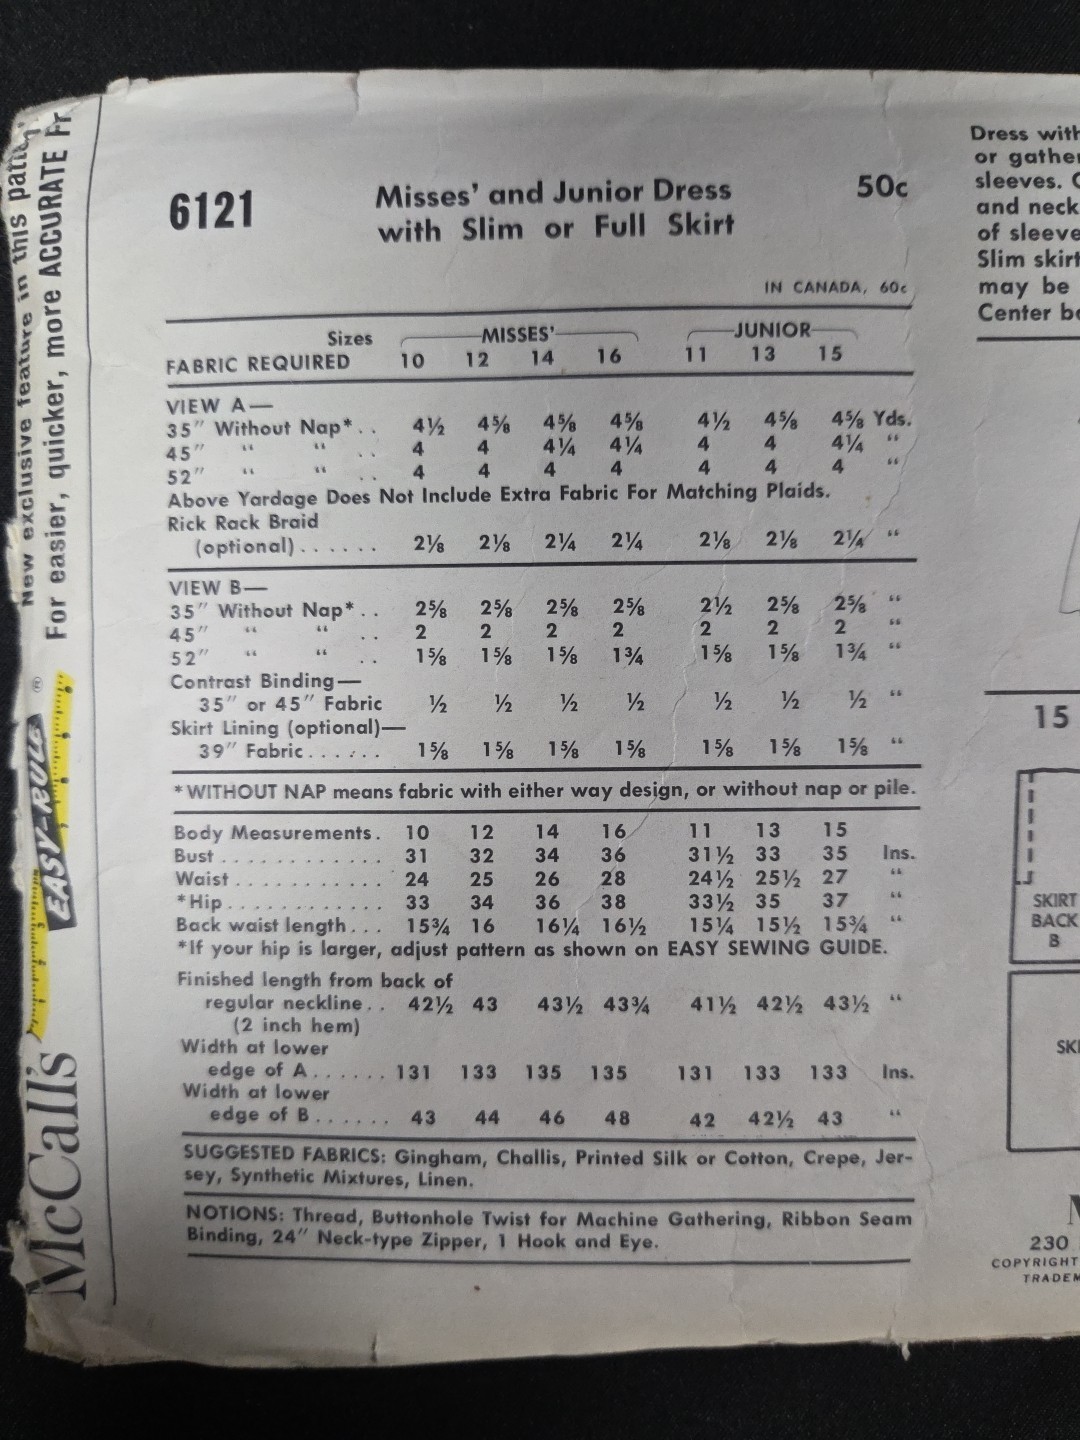 New exclusive feature in this
For easier, quicker, more ACCURATE
EASY-RULE ®
McCall's
6121
Misses' and Junior Dress
with Slim or Full Skirt
50c
IN CANADA, 60c
Sizes MISSES' JUNIOR
FABRIC REQUIRED 10 12 14 16 11 13 15
VIEW A—
35" Without Nap*.. 4½ 4⅝ 4⅝ 4⅝ 4½ 4⅝ 4⅝ Yds.
45" " " .. 4 4 4¼ 4¼ 4 4 4¼ "
52" " " .. 4 4 4 4 4 4 4 "
Above Yardage Does Not Include Extra Fabric For Matching Plaids.
Rick Rack Braid
(optional)...... 2⅛ 2⅛ 2¼ 2¼ 2⅛ 2⅛ 2¼ "
VIEW B—
35" Without Nap*.. 2⅝ 2⅝ 2⅝ 2⅝ 2½ 2⅝ 2⅝ "
45" " " .. 2 2 2 2 2 2 2 "
52" " " .. 1⅝ 1⅝ 1⅝ 1¾ 1⅝ 1⅝ 1¾ "
Contrast Binding—
35" or 45" Fabric ½ ½ ½ ½ ½ ½ ½ "
Skirt Lining (optional)—
39" Fabric...... 1⅝ 1⅝ 1⅝ 1⅝ 1⅝ 1⅝ 1⅝ "
*WITHOUT NAP means fabric with either way design, or without nap or pile.
Body Measurements. 10 12 14 16 11 13 15
Bust............ 31 32 34 36 31½ 33 35 Ins.
Waist........... 24 25 26 28 24½ 25½ 27 "
*Hip............ 33 34 36 38 33½ 35 37 "
Back waist length... 15¾ 16 16¼ 16½ 15¼ 15½ 15¾ "
*If your hip is larger, adjust pattern as shown on EASY SEWING GUIDE.
Finished length from back of
regular neckline.. 42½ 43 43½ 43¾ 41½ 42½ 43½ "
(2 inch hem)
Width at lower
edge of A...... 131 133 135 135 131 133 133 Ins.
Width at lower
edge of B...... 43 44 46 48 42 42½ 43 "
SUGGESTED FABRICS: Gingham, Challis, Printed Silk or Cotton, Crepe, Jer-
sey, Synthetic Mixtures, Linen.
NOTIONS: Thread, Buttonhole Twist for Machine Gathering, Ribbon Seam
Binding, 24" Neck-type Zipper, 1 Hook and Eye.
Dress with
or
sleeves.
and neck
of
Slim skirt
may be
Center
15
SKIRT
BACK
B
230
COPYRIGHT